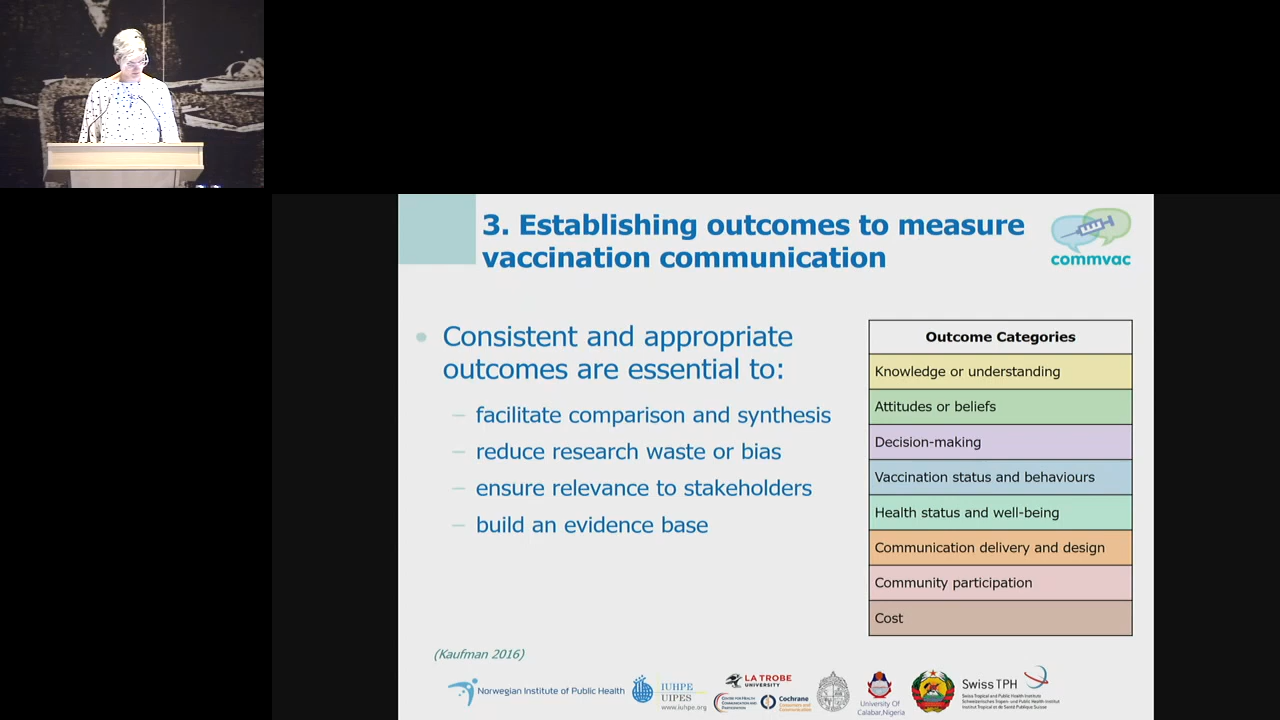 3. Establishing outcomes to measure
vaccination communication
commvac
Consistent and appropriate
outcomes are essential to:
– facilitate comparison and synthesis
– reduce research waste or bias
– ensure relevance to stakeholders
– build an evidence base
Outcome Categories
Knowledge or understanding
Attitudes or beliefs
Decision-making
Vaccination status and behaviours
Health status and well-being
Communication delivery and design
Community participation
Cost
(Kaufman 2016)
Norwegian Institute of Public Health
IUHPE
UIPES
www.iuhpe.org
LA TROBE
UNIVERSITY
Cochrane
University Of
Calabar,Nigeria
Swiss TPH